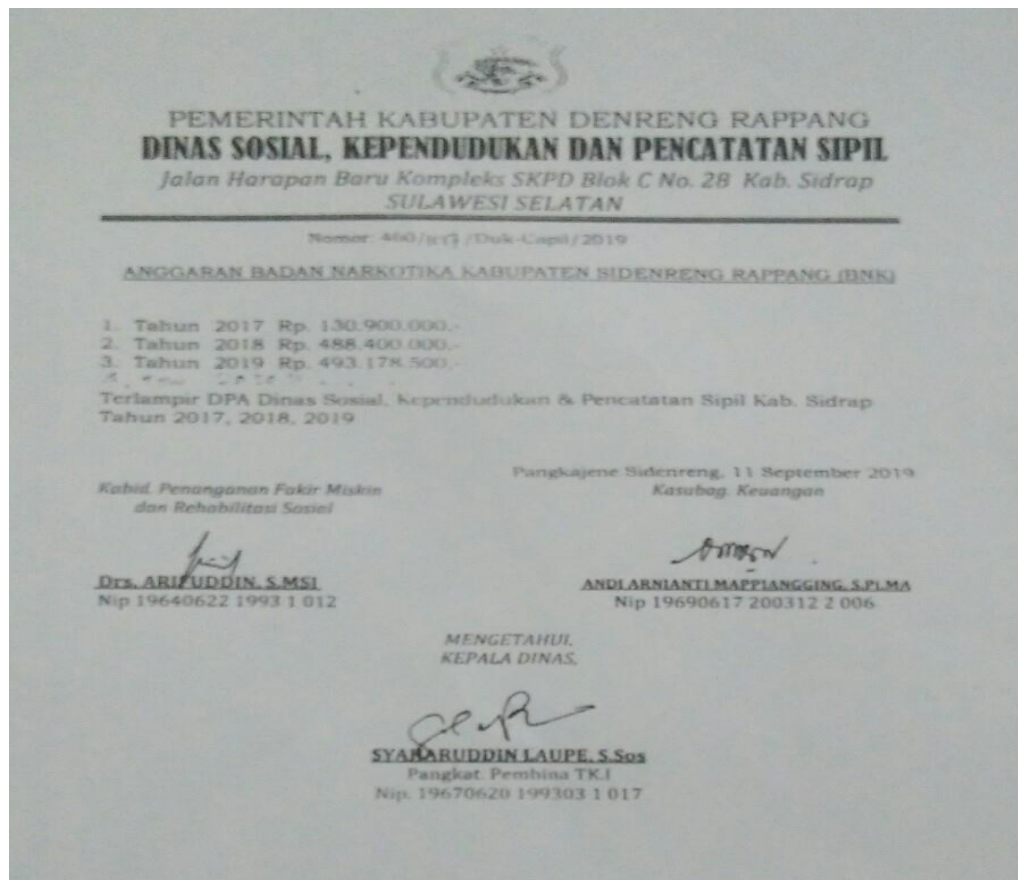 PEMERINTAH KABUPATEN DENRENG RAPPANG
DINAS SOSIAL, KEPENDUDUKAN DAN PENCATATAN SIPIL
Jalan Harapan Baru Kompleks SKPD Blok C No. 28 Kab. Sidrap
SULAWESI SELATAN
Nomor: 460/ /Duk-Capil/2019
ANGGARAN BADAN NARKOTIKA KABUPATEN SIDENRENG RAPPANG (BNK)
1. Tahun 2017 Rp. 130.900.000,-
2. Tahun 2018 Rp. 488.400.000,-
3. Tahun 2019 Rp. 493.178.500,-
Terlampir DPA Dinas Sosial, Kependudukan & Pencatatan Sipil Kab. Sidrap
Tahun 2017, 2018, 2019
Pangkajene Sidenreng, 11 September 2019
Kabid. Penanganan Fakir Miskin
dan Rehabilitasi Sosial
Kasubag. Keuangan
Drs. ARIFUDDIN, S.MSI
Nip 19640622 1993 1 012
ANDI ARNIANTI MAPPIANGGING, S.Pi.MA
Nip 19690617 200312 2 006
MENGETAHUI,
KEPALA DINAS,
SYAHARUDDIN LAUPE, S.Sos
Pangkat. Pembina TK.I
Nip. 19670620 199303 1 017